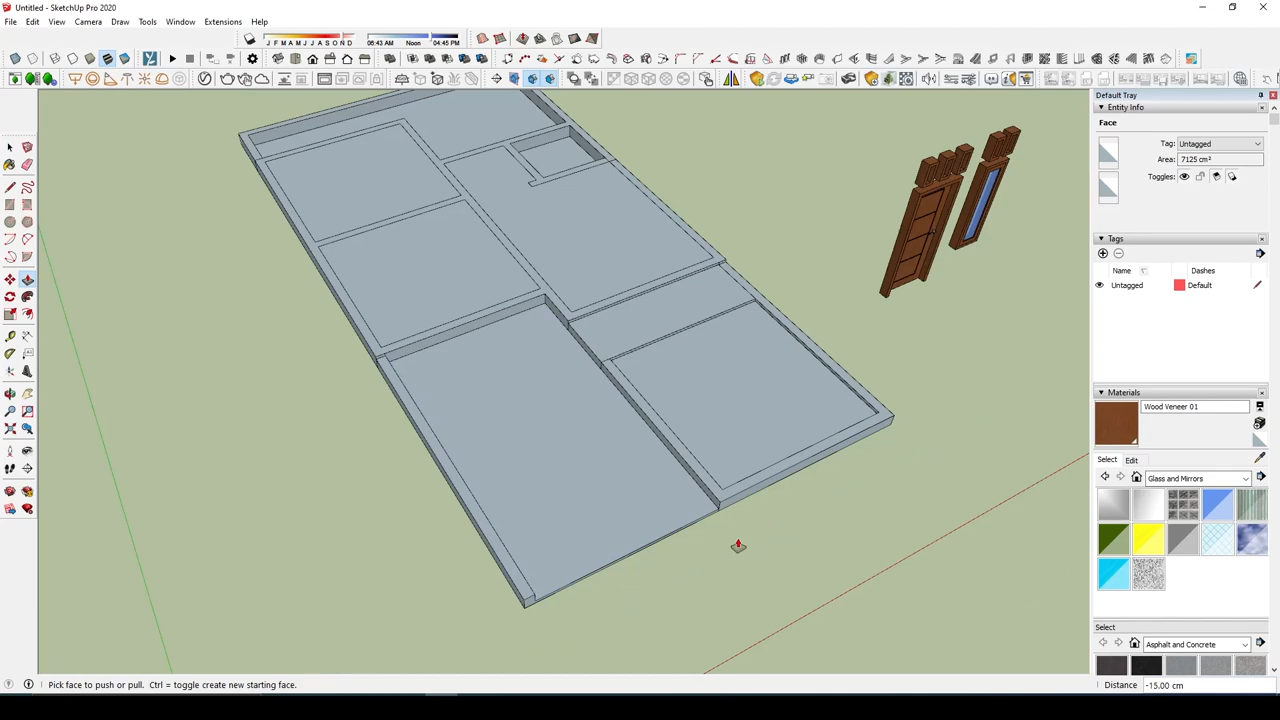 Untitled - SketchUp Pro 2020
File Edit View Camera Draw Tools Window Extensions Help
J F M A M J J A S O N D 06:43 AM Noon 04:45 PM
Default Tray
Entity Info
Face
Tag: Untagged
Area: 7125 cm²
Toggles:
Tags
Name Dashes
Untagged Default
Materials
Wood Veneer 01
Select Edit
Glass and Mirrors
Select
Asphalt and Concrete
Pick face to push or pull. Ctrl = toggle create new starting face. Distance -15.00 cm